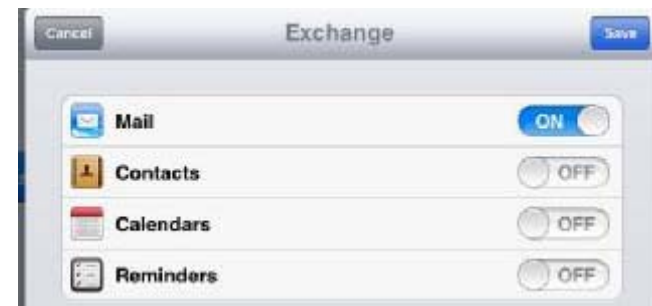 Cancel Exchange Save
Mail ON
Contacts OFF
Calendars OFF
Reminders OFF